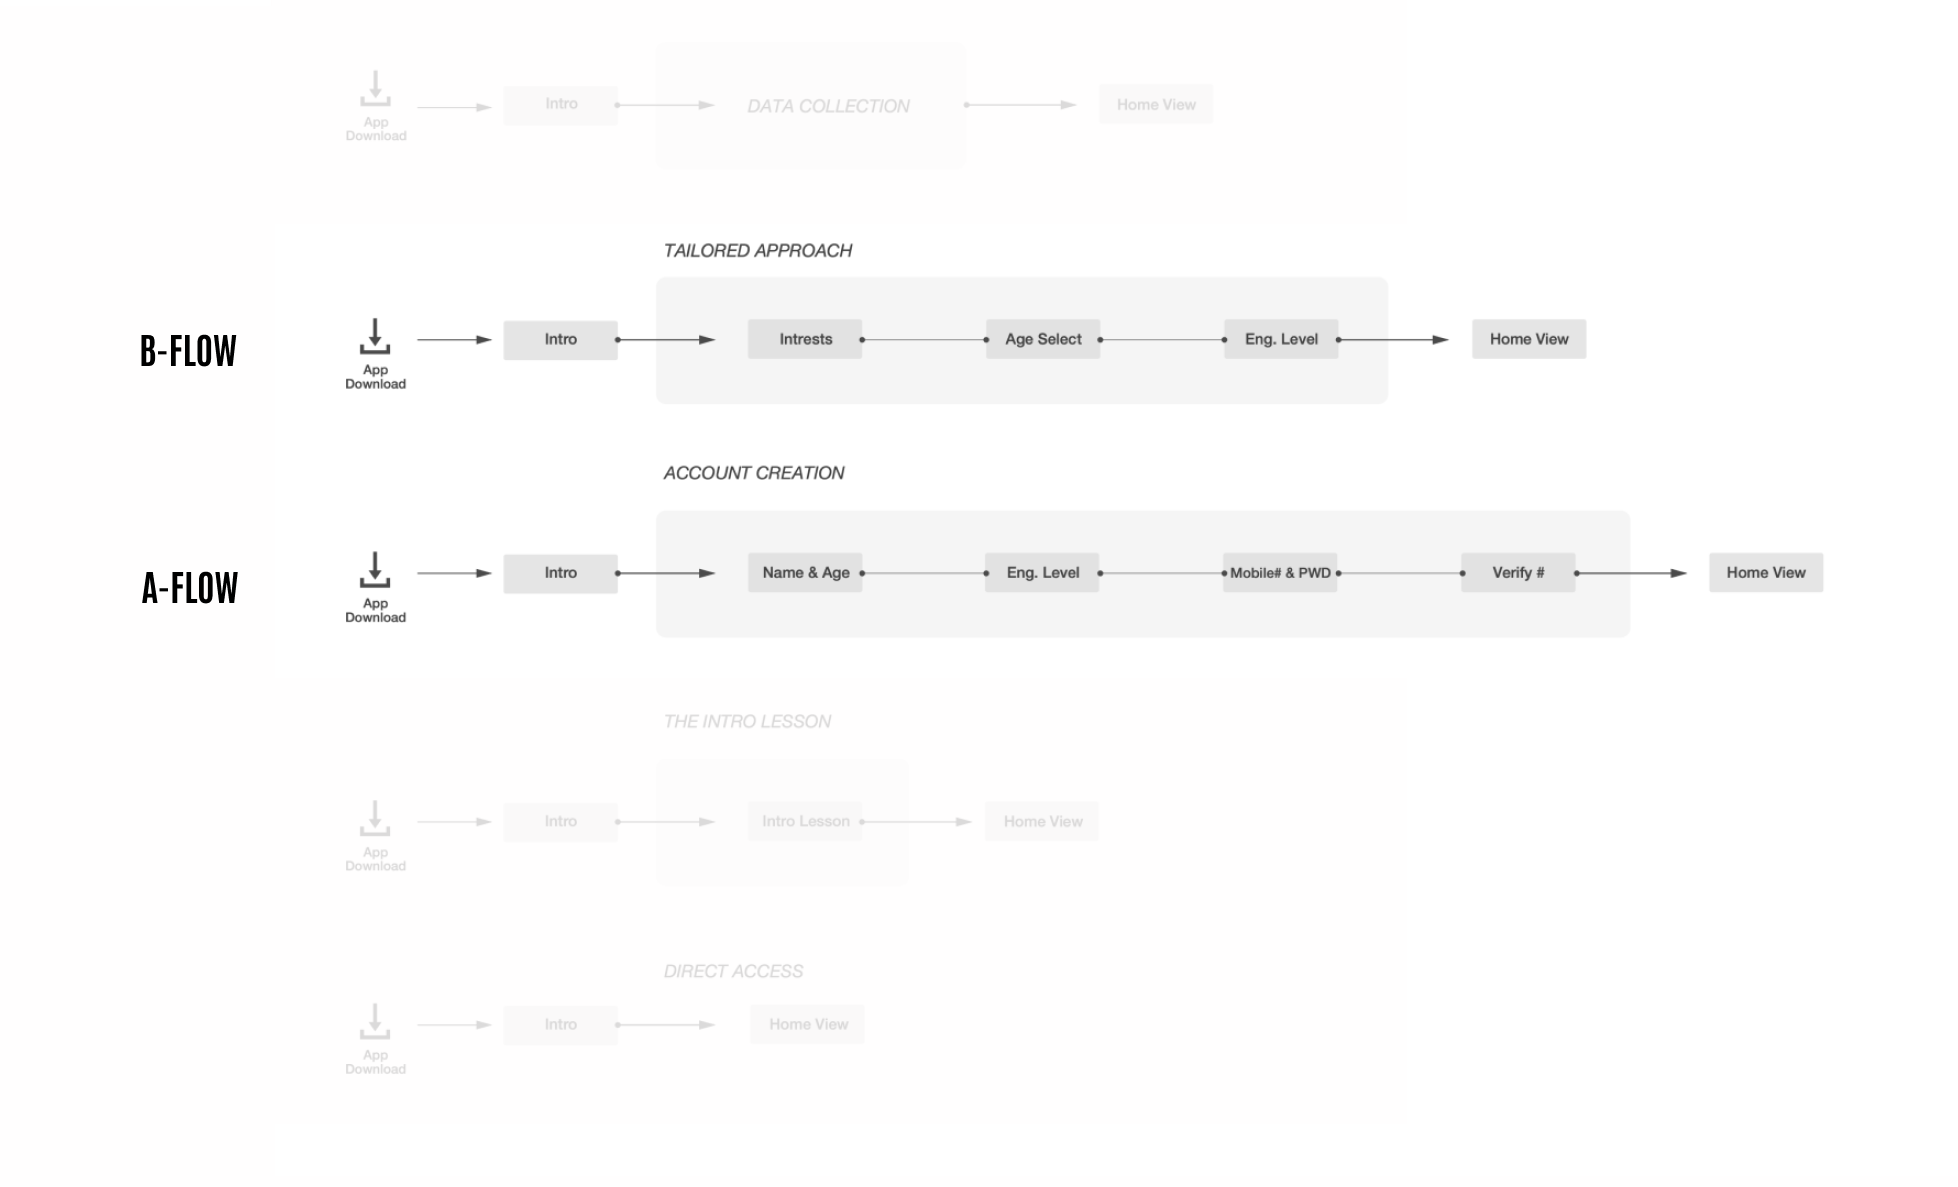 App
Download
Intro
DATA COLLECTION
Home View
TAILORED APPROACH
B-FLOW
App
Download
Intro
Intrests
Age Select
Eng. Level
Home View
ACCOUNT CREATION
A-FLOW
App
Download
Intro
Name & Age
Eng. Level
Mobile# & PWD
Verify #
Home View
THE INTRO LESSON
App
Download
Intro
Intro Lesson
Home View
DIRECT ACCESS
App
Download
Intro
Home View